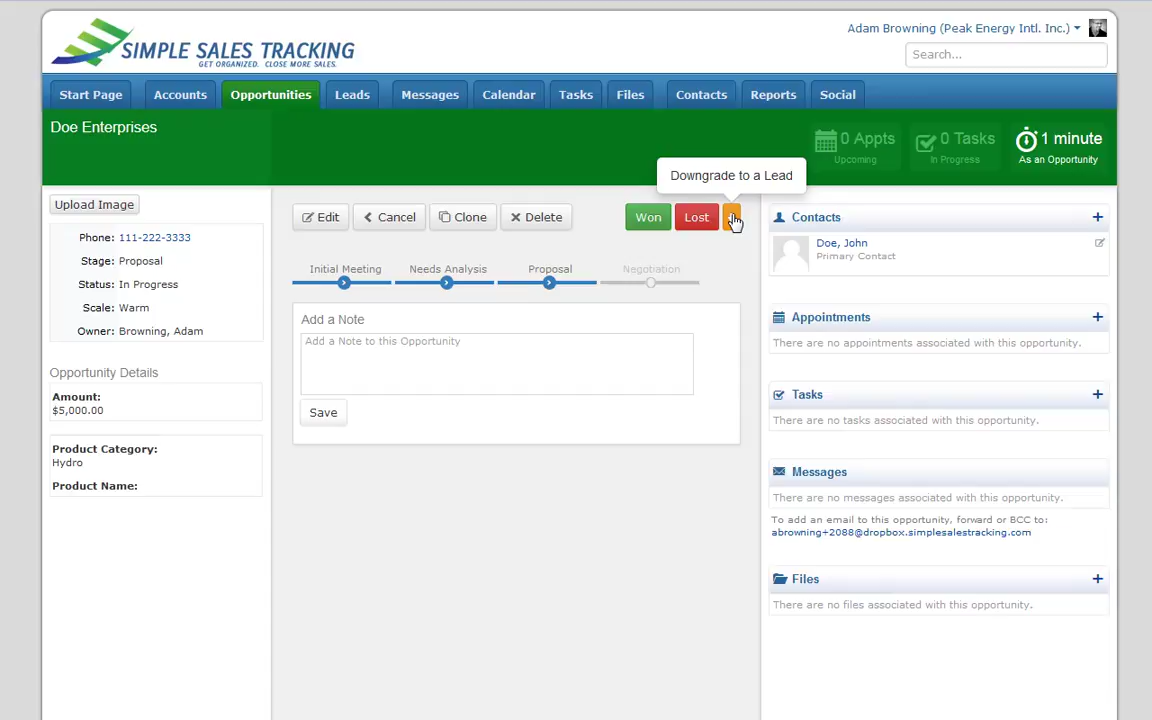 SIMPLE SALES TRACKING
GET ORGANIZED. CLOSE MORE SALES.
Adam Browning (Peak Energy Intl. Inc.)
Search...
Start Page
Accounts
Opportunities
Leads
Messages
Calendar
Tasks
Files
Contacts
Reports
Social
Doe Enterprises
0 Appts
Upcoming
0 Tasks
In Progress
1 minute
As an Opportunity
Downgrade to a Lead
Upload Image
Phone: 111-222-3333
Stage: Proposal
Status: In Progress
Scale: Warm
Owner: Browning, Adam
Opportunity Details
Amount:
$5,000.00
Product Category:
Hydro
Product Name:
Edit
Cancel
Clone
Delete
Won
Lost
Initial Meeting
Needs Analysis
Proposal
Negotiation
Add a Note
Add a Note to this Opportunity
Save
Contacts
Doe, John
Primary Contact
Appointments
There are no appointments associated with this opportunity.
Tasks
There are no tasks associated with this opportunity.
Messages
There are no messages associated with this opportunity.
To add an email to this opportunity, forward or BCC to:
abrowning+2088@dropbox.simplesalestracking.com
Files
There are no files associated with this opportunity.